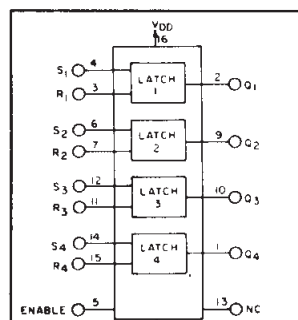 VDD
16
S1 4 LATCH 1 2 Q1
R1 3
S2 6 LATCH 2 9 Q2
R2 7
S3 12 LATCH 3 10 Q3
R3 11
S4 14 LATCH 4 1 Q4
R4 15
ENABLE 5 13 NC